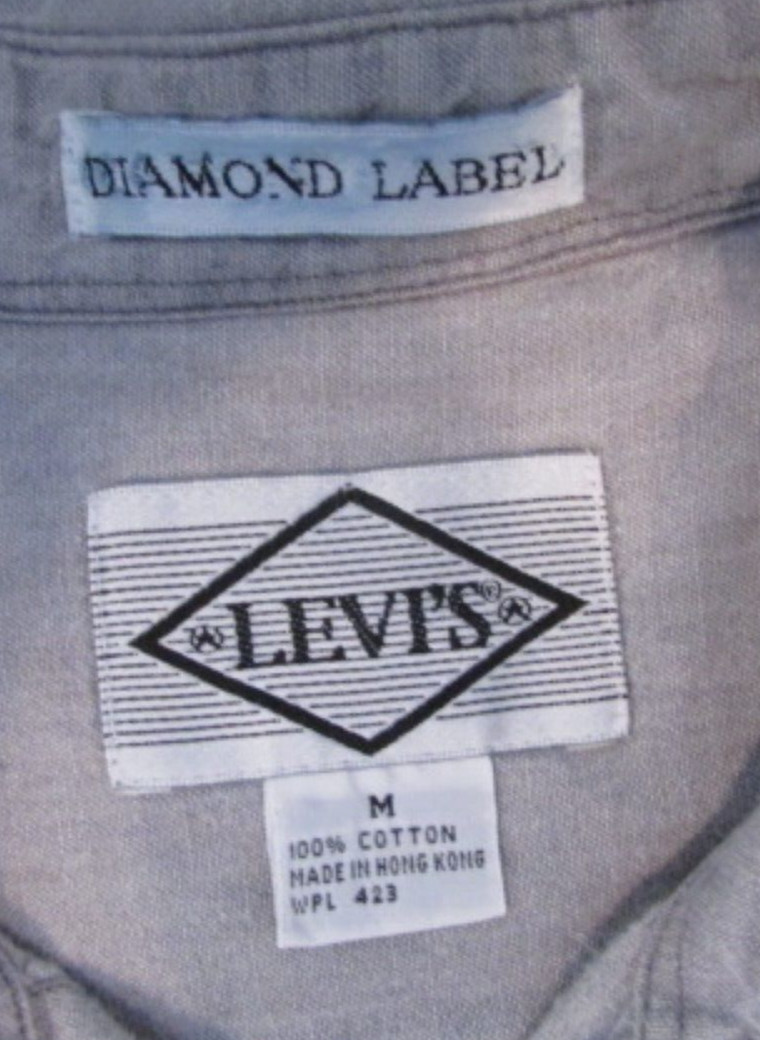 DIAMOND LABEL
LEVI'S®
M
100% COTTON
MADE IN HONG KONG
WPL 423